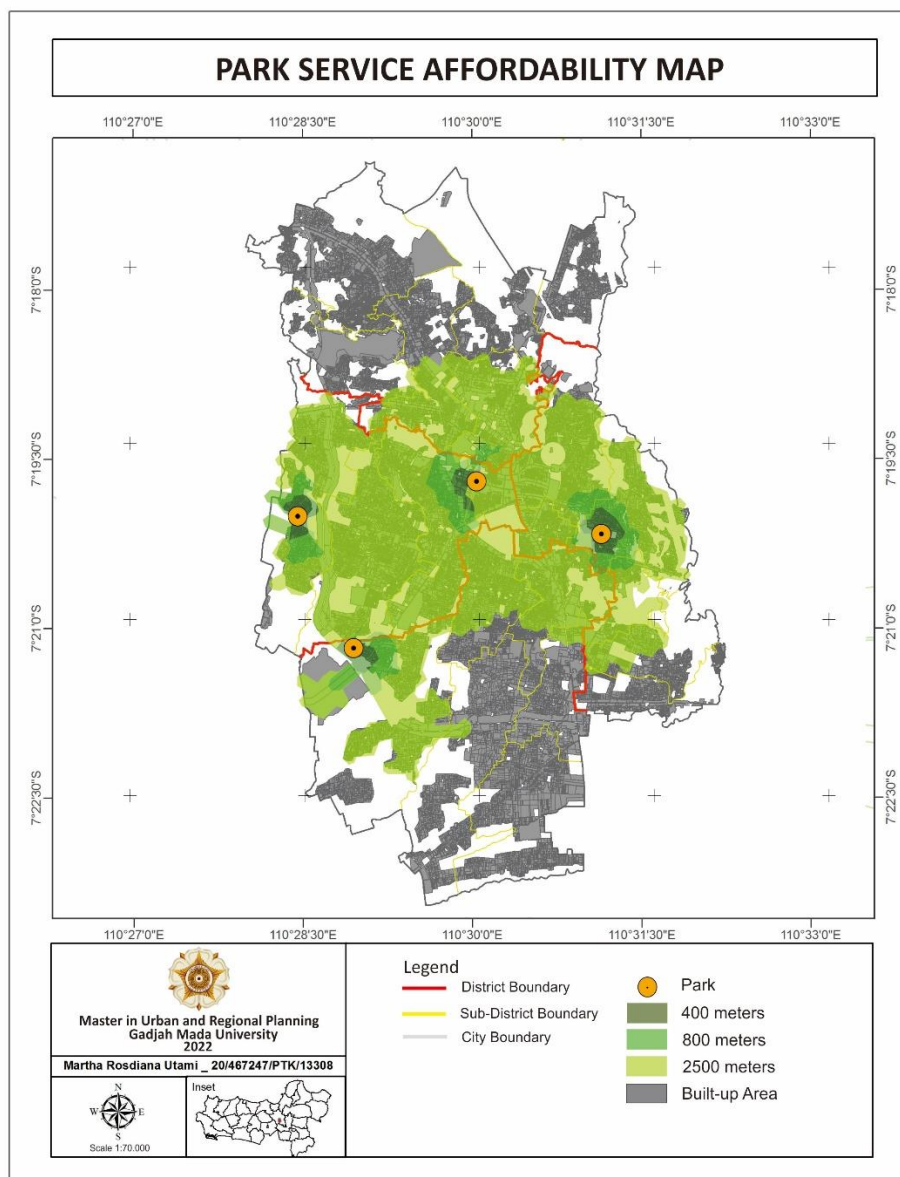 PARK SERVICE AFFORDABILITY MAP
110°27'0"E 110°28'30"E 110°30'0"E 110°31'30"E 110°33'0"E
7°18'0"S 7°18'0"S
7°19'30"S 7°19'30"S
7°21'0"S 7°21'0"S
7°22'30"S 7°22'30"S
110°27'0"E 110°28'30"E 110°30'0"E 110°31'30"E 110°33'0"E
Master in Urban and Regional Planning
Gadjah Mada University
2022
Martha Rosdiana Utami _ 20/467247/PTK/13308
N
W E
S
Scale 1:70.000
Inset
Legend
District Boundary
Sub-District Boundary
City Boundary
Park
400 meters
800 meters
2500 meters
Built-up Area